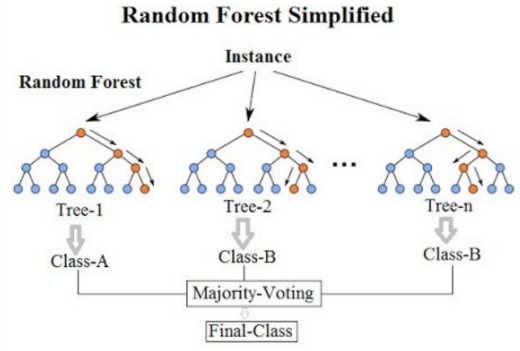 Random Forest Simplified
Instance
Random Forest
...
Tree-1
Tree-2
Tree-n
Class-A
Class-B
Class-B
Majority-Voting
Final-Class